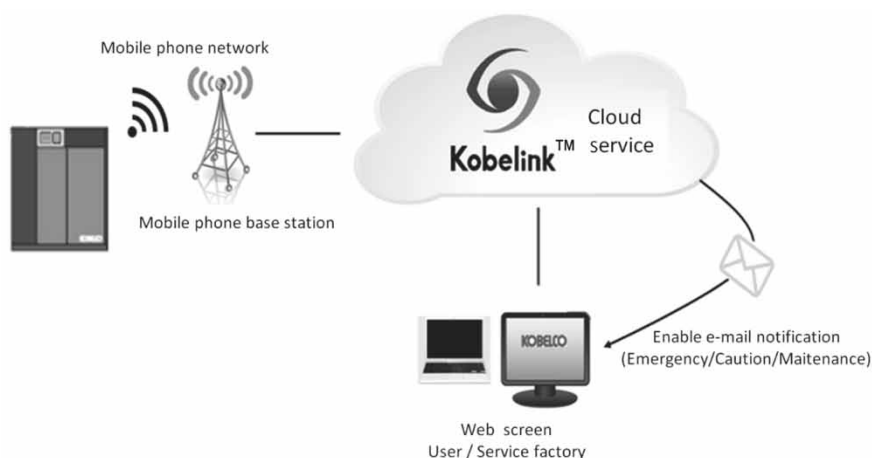 Mobile phone network
Mobile phone base station
Kobelink™
Cloud
service
KOBELCO
Enable e-mail notification
(Emergency/Caution/Maitenance)
Web screen
User / Service factory